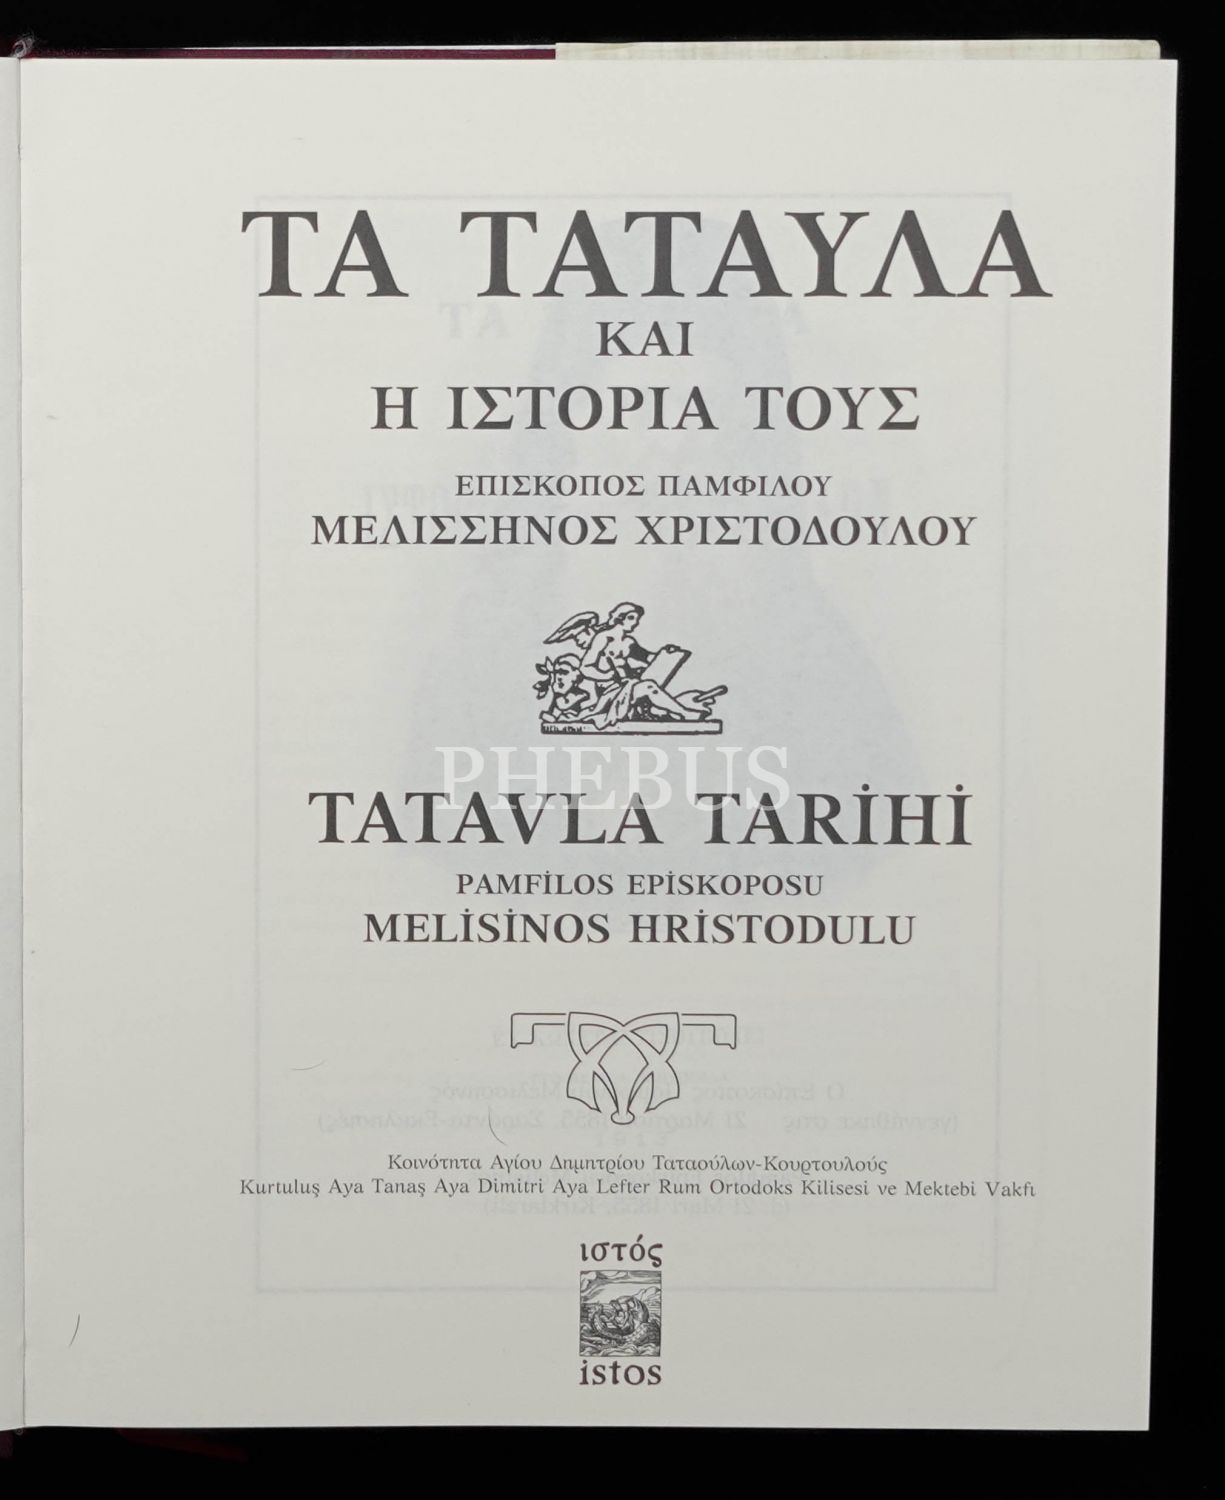 ΤΑ ΤΑΤΑΥΛΑ
ΚΑΙ
Η ΙΣΤΟΡΙΑ ΤΟΥΣ
ΕΠΙΣΚΟΠΟΣ ΠΑΜΦΙΛΟΥ
ΜΕΛΙΣΣΗΝΟΣ ΧΡΙΣΤΟΔΟΥΛΟΥ
PHEBUS
TATAVLA TARİHİ
PAMFİLOS EPİSKOPOSU
MELİSİNOS HRİSTODULU
Κοινότητα Αγίου Δημητρίου Ταταούλων-Κουρτουλούς
Kurtuluş Aya Tanaş Aya Dimitri Aya Lefter Rum Ortodoks Kilisesi ve Mektebi Vakfı
ιστός
istos